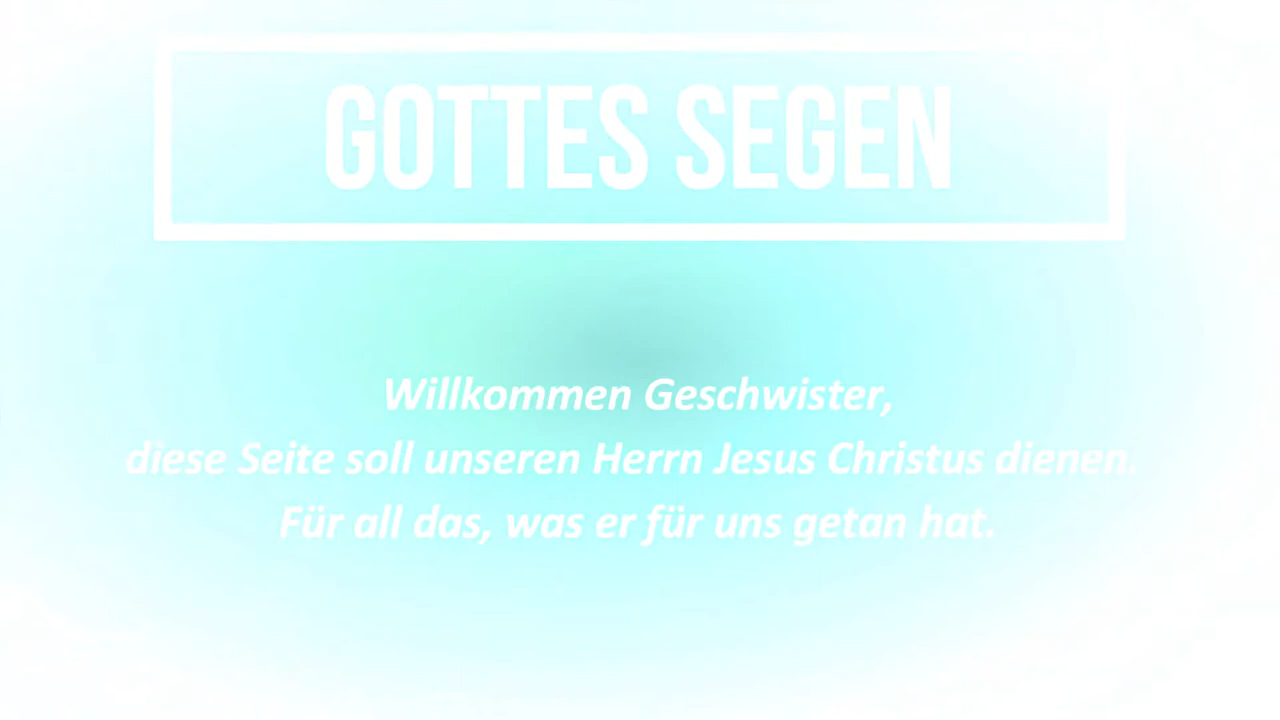 GOTTES SEGEN
Willkommen Geschwister,
diese Seite soll unseren Herrn Jesus Christus dienen.
Für all das, was er für uns getan hat.